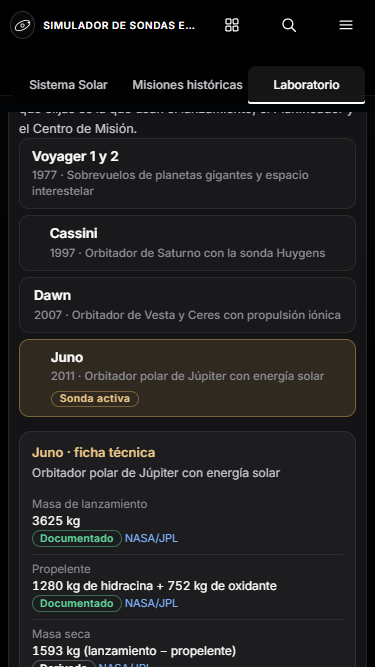 SIMULADOR DE SONDAS E...
Sistema Solar
Misiones históricas
Laboratorio
el Centro de Misión.
Voyager 1 y 2
1977 · Sobrevuelos de planetas gigantes y espacio
interestelar
Cassini
1997 · Orbitador de Saturno con la sonda Huygens
Dawn
2007 · Orbitador de Vesta y Ceres con propulsión iónica
Juno
2011 · Orbitador polar de Júpiter con energía solar
Sonda activa
Juno · ficha técnica
Orbitador polar de Júpiter con energía solar
Masa de lanzamiento
3625 kg
Documentado NASA/JPL
Propelente
1280 kg de hidracina + 752 kg de oxidante
Documentado NASA/JPL
Masa seca
1593 kg (lanzamiento − propelente)
Derivado NASA/JPL